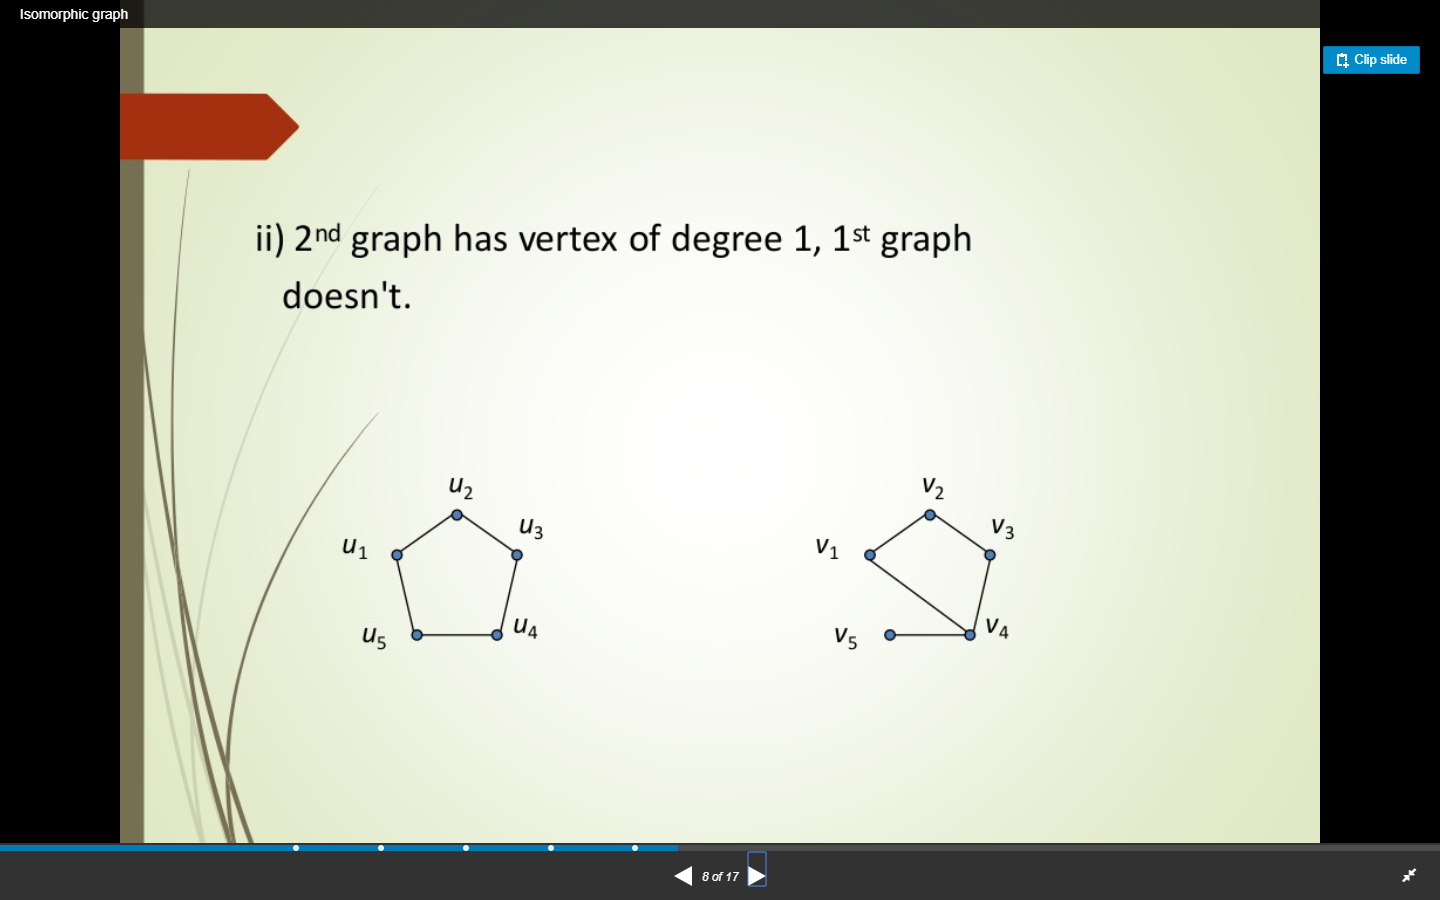 Isomorphic graph
Clip slide
ii) 2nd graph has vertex of degree 1, 1st graph
doesn't.
u2
u3
u1
u5
u4
v2
v3
v1
v5
v4
8 of 17